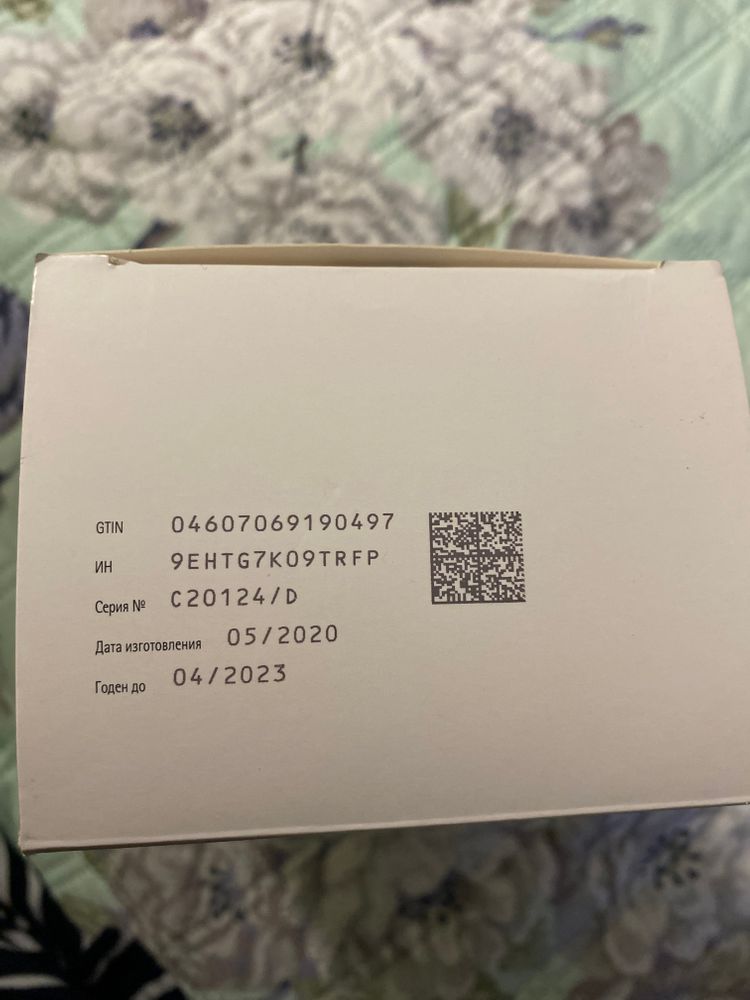 GTIN 04607069190497
ИН 9EHTG7K09TRFP
Серия № C20124/D
Дата изготовления 05/2020
Годен до 04/2023